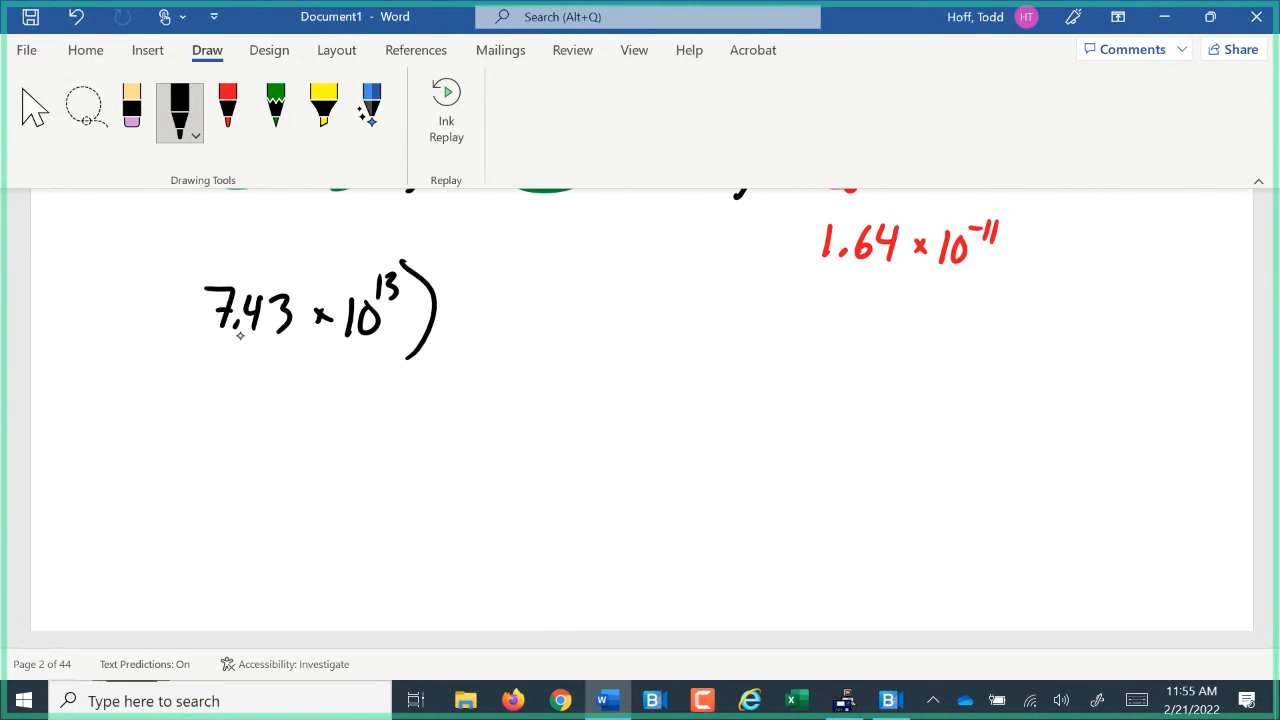 Document1 - Word
Search (Alt+Q)
Hoff, Todd
HT
File Home Insert Draw Design Layout References Mailings Review View Help Acrobat
Comments
Share
Ink
Replay
Drawing Tools
Replay
1.64 × 10⁻¹¹
7.43 × 10¹³)
Page 2 of 44 Text Predictions: On Accessibility: Investigate
Type here to search
11:55 AM
2/21/2022